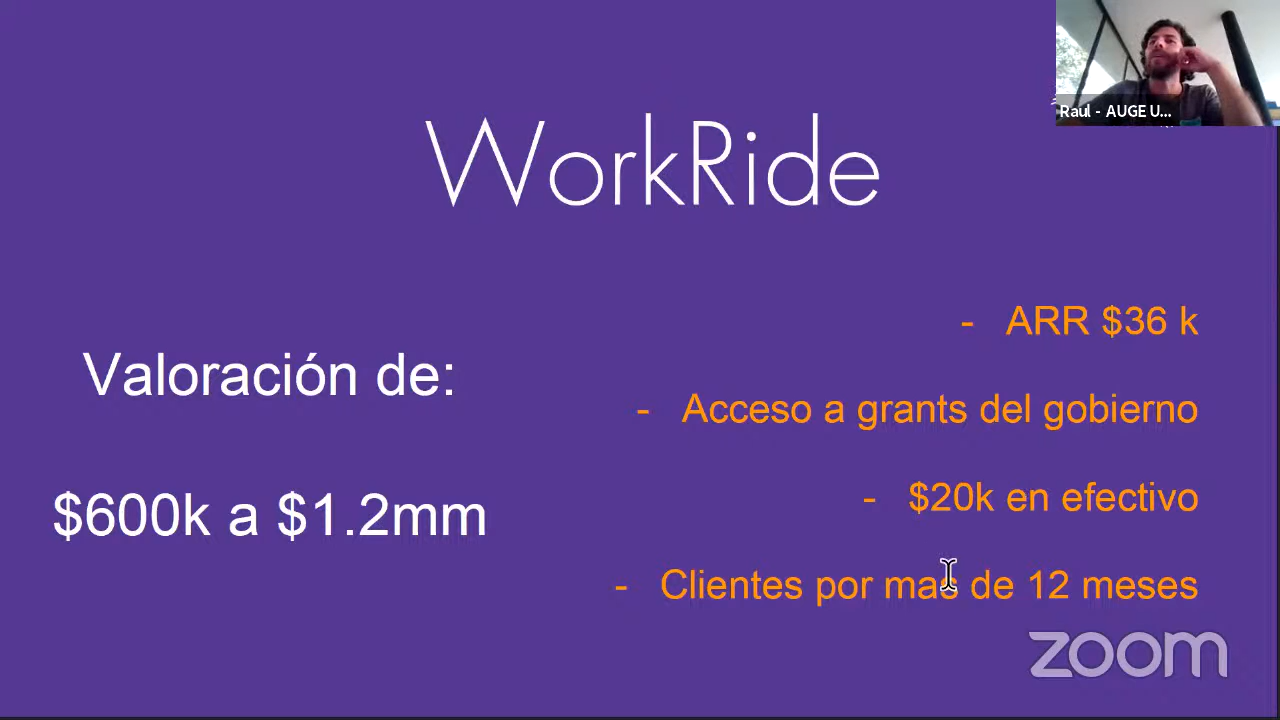 Raul - AUGE U...
WorkRide
Valoración de:
$600k a $1.2mm
- ARR $36 k
- Acceso a grants del gobierno
- $20k en efectivo
- Clientes por mas de 12 meses
zoom